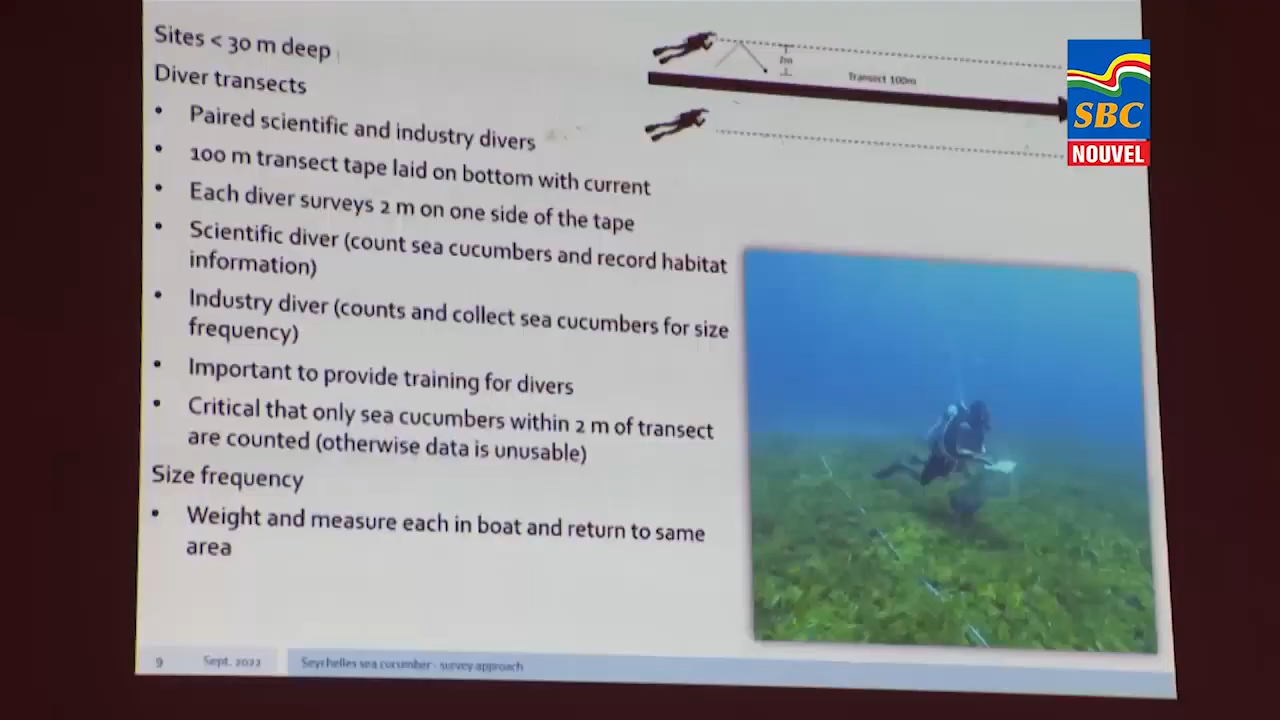 Sites < 30 m deep
Diver transects
• Paired scientific and industry divers
• 100 m transect tape laid on bottom with current
• Each diver surveys 2 m on one side of the tape
• Scientific diver (count sea cucumbers and record habitat
information)
• Industry diver (counts and collect sea cucumbers for size
frequency)
• Important to provide training for divers
• Critical that only sea cucumbers within 2 m of transect
are counted (otherwise data is unusable)
Size frequency
• Weight and measure each in boat and return to same
area
2m
Transect 100m
SBC
NOUVEL
9
Sept. 2022
Seychelles sea cucumber - survey approach